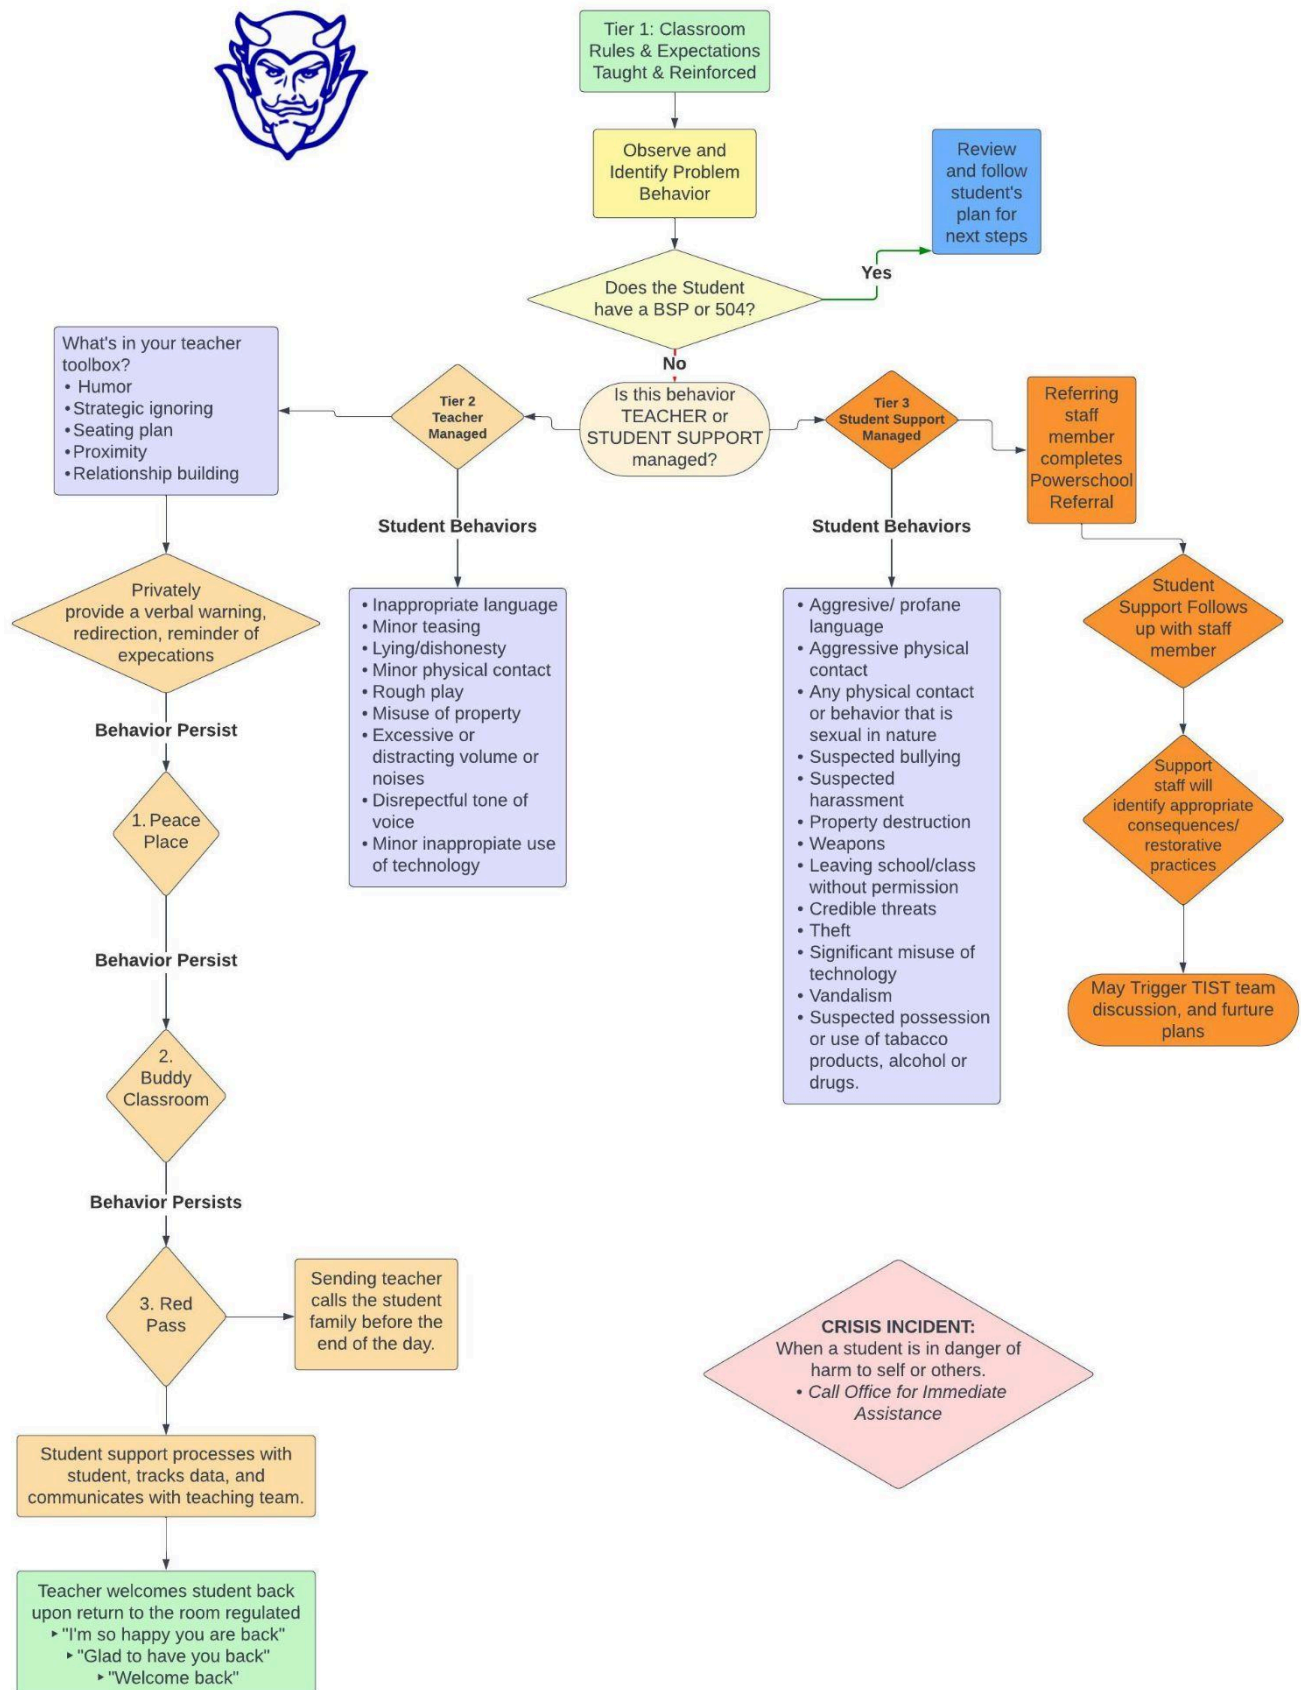 Tier 1: Classroom
Rules & Expectations
Taught & Reinforced
Observe and
Identify Problem
Behavior
Review
and follow
student's
plan for
next steps
Yes
Does the Student
have a BSP or 504?
No
Is this behavior
TEACHER or
STUDENT SUPPORT
managed?
Tier 2
Teacher
Managed
What's in your teacher
toolbox?
• Humor
• Strategic ignoring
• Seating plan
• Proximity
• Relationship building
Privately
provide a verbal warning,
redirection, reminder of
expecations
Behavior Persist
1. Peace
Place
Behavior Persist
2.
Buddy
Classroom
Behavior Persists
3. Red
Pass
Sending teacher
calls the student
family before the
end of the day.
Student support processes with
student, tracks data, and
communicates with teaching team.
Teacher welcomes student back
upon return to the room regulated
‣ "I'm so happy you are back"
‣ "Glad to have you back"
‣ "Welcome back"
Student Behaviors
• Inappropriate language
• Minor teasing
• Lying/dishonesty
• Minor physical contact
• Rough play
• Misuse of property
• Excessive or
distracting volume or
noises
• Disrepectful tone of
voice
• Minor inappropiate use
of technology
Tier 3
Student Support
Managed
Student Behaviors
• Aggresive/ profane
language
• Aggressive physical
contact
• Any physical contact
or behavior that is
sexual in nature
• Suspected bullying
• Suspected
harassment
• Property destruction
• Weapons
• Leaving school/class
without permission
• Credible threats
• Theft
• Significant misuse of
technology
• Vandalism
• Suspected possession
or use of tabacco
products, alcohol or
drugs.
Referring
staff
member
completes
Powerschool
Referral
Student
Support Follows
up with staff
member
Support
staff will
identify appropriate
consequences/
restorative
practices
May Trigger TIST team
discussion, and furture
plans
CRISIS INCIDENT:
When a student is in danger of
harm to self or others.
• Call Office for Immediate
Assistance